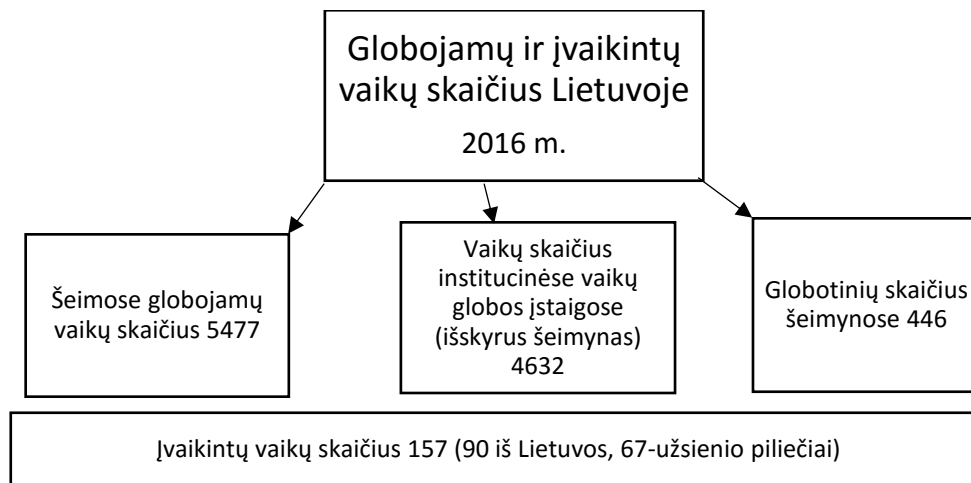 Globojamų ir įvaikintų
vaikų skaičius Lietuvoje
2016 m.
Šeimose globojamų
vaikų skaičius 5477
Vaikų skaičius
institucinėse vaikų
globos įstaigose
(išskyrus šeimynas)
4632
Globotinių skaičius
šeimynose 446
Įvaikintų vaikų skaičius 157 (90 iš Lietuvos, 67-užsienio piliečiai)